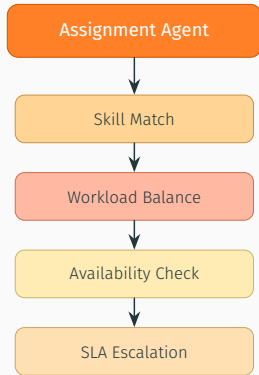 Assignment Agent
Skill Match
Workload Balance
Availability Check
SLA Escalation